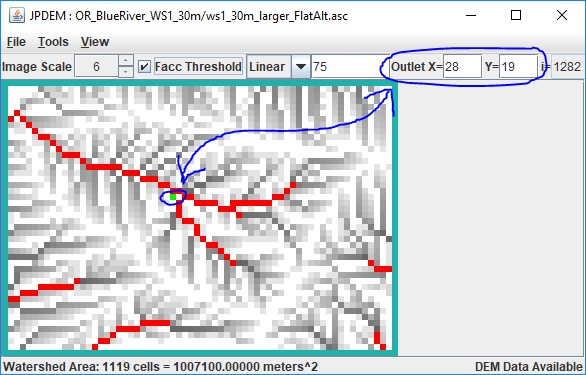 JPDEM : OR_BlueRiver_WS1_30m/ws1_30m_larger_FlatAlt.asc
File Tools View
Image Scale 6 Facc Threshold Linear 75 Outlet X= 28 Y= 19 i= 1282
Watershed Area: 1119 cells = 1007100.00000 meters^2 DEM Data Available